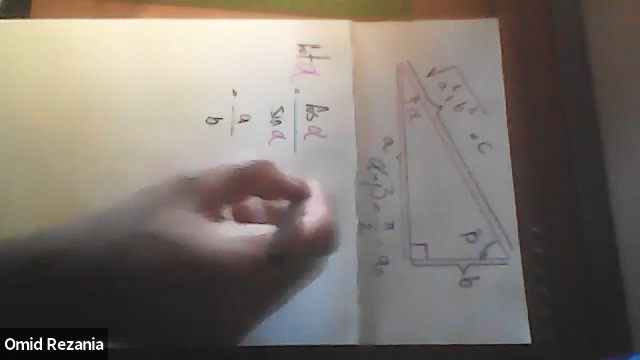 √a²+b² = c
α
a
β
b
α+β = π/2 = 90
cot α = cos α / sin α
= a / b
Omid Rezania